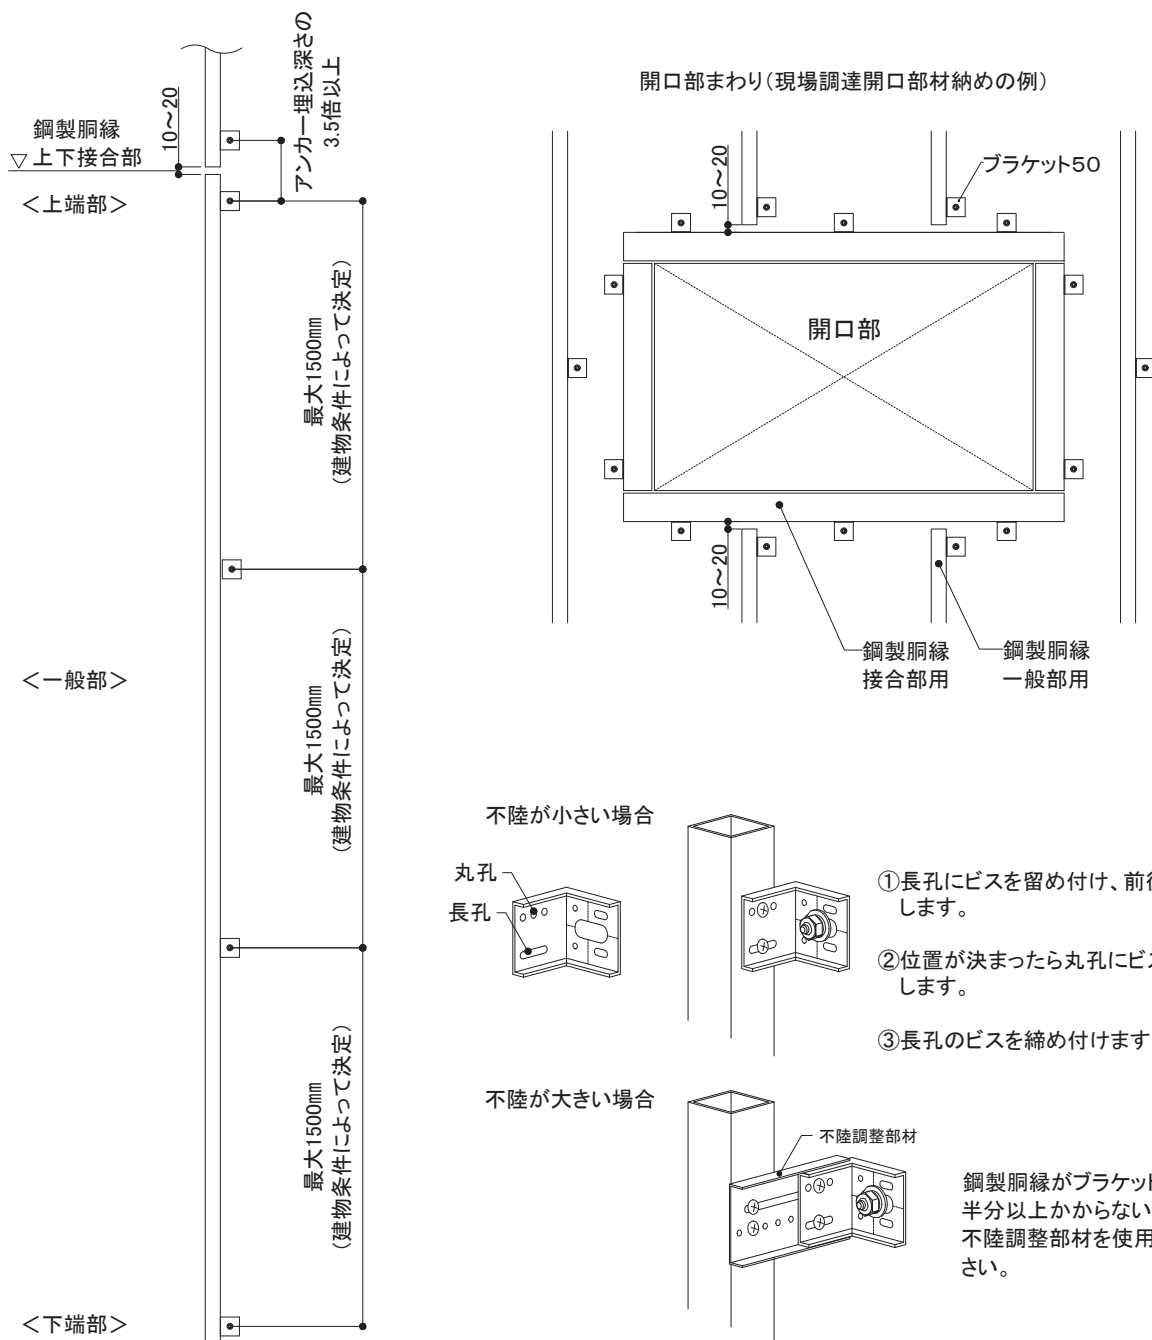 アンカー埋込深さの
3.5倍以上
10～20
鋼製胴縁
▽上下接合部
＜上端部＞
最大1500mm
(建物条件によって決定)
＜一般部＞
最大1500mm
(建物条件によって決定)
最大1500mm
(建物条件によって決定)
＜下端部＞
開口部まわり(現場調達開口部材納めの例)
10～20
ブラケット50
開口部
10～20
鋼製胴縁
接合部用
鋼製胴縁
一般部用
不陸が小さい場合
丸孔
長孔
①長孔にビスを留め付け、前後
します。
②位置が決まったら丸孔にビス
します。
③長孔のビスを締め付けます
不陸が大きい場合
不陸調整部材
鋼製胴縁がブラケット
半分以上かからない
不陸調整部材を使用
さい。